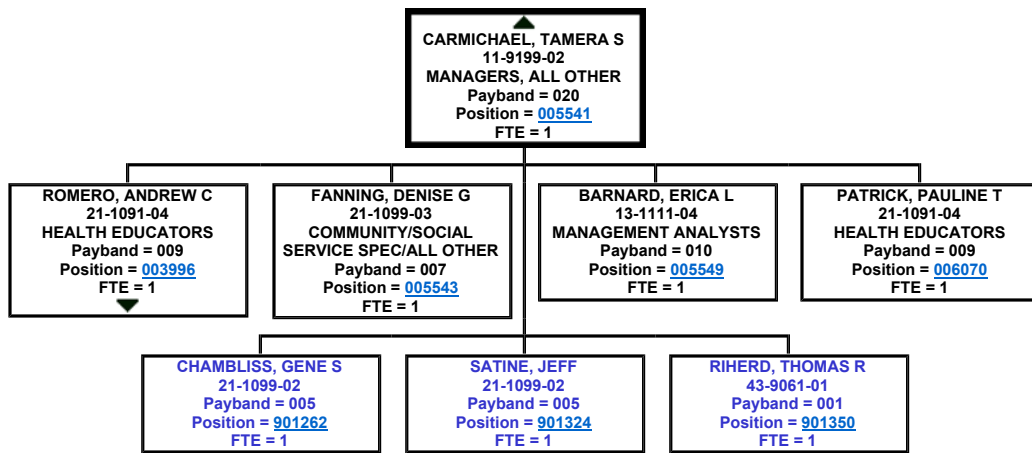 CARMICHAEL, TAMERA S
11-9199-02
MANAGERS, ALL OTHER
Payband = 020
Position = 005541
FTE = 1
ROMERO, ANDREW C
21-1091-04
HEALTH EDUCATORS
Payband = 009
Position = 003996
FTE = 1
FANNING, DENISE G
21-1099-03
COMMUNITY/SOCIAL
SERVICE SPEC/ALL OTHER
Payband = 007
Position = 005543
FTE = 1
BARNARD, ERICA L
13-1111-04
MANAGEMENT ANALYSTS
Payband = 010
Position = 005549
FTE = 1
PATRICK, PAULINE T
21-1091-04
HEALTH EDUCATORS
Payband = 009
Position = 006070
FTE = 1
CHAMBLISS, GENE S
21-1099-02
Payband = 005
Position = 901262
FTE = 1
SATINE, JEFF
21-1099-02
Payband = 005
Position = 901324
FTE = 1
RIHERD, THOMAS R
43-9061-01
Payband = 001
Position = 901350
FTE = 1